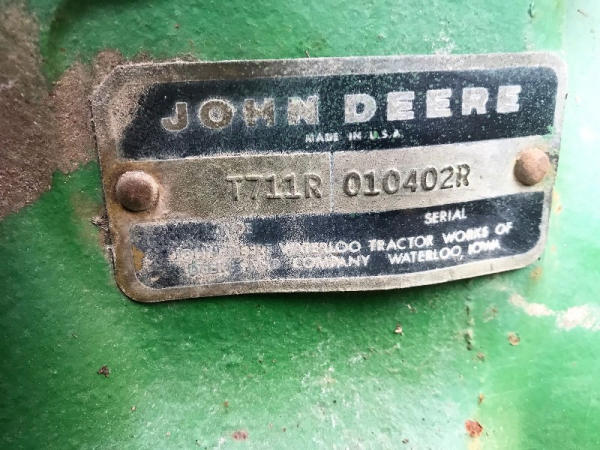 JOHN DEERE
MADE IN U.S.A.
T711R 010402R
SERIAL
WATERLOO TRACTOR WORKS OF
COMPANY WATERLOO, IOWA